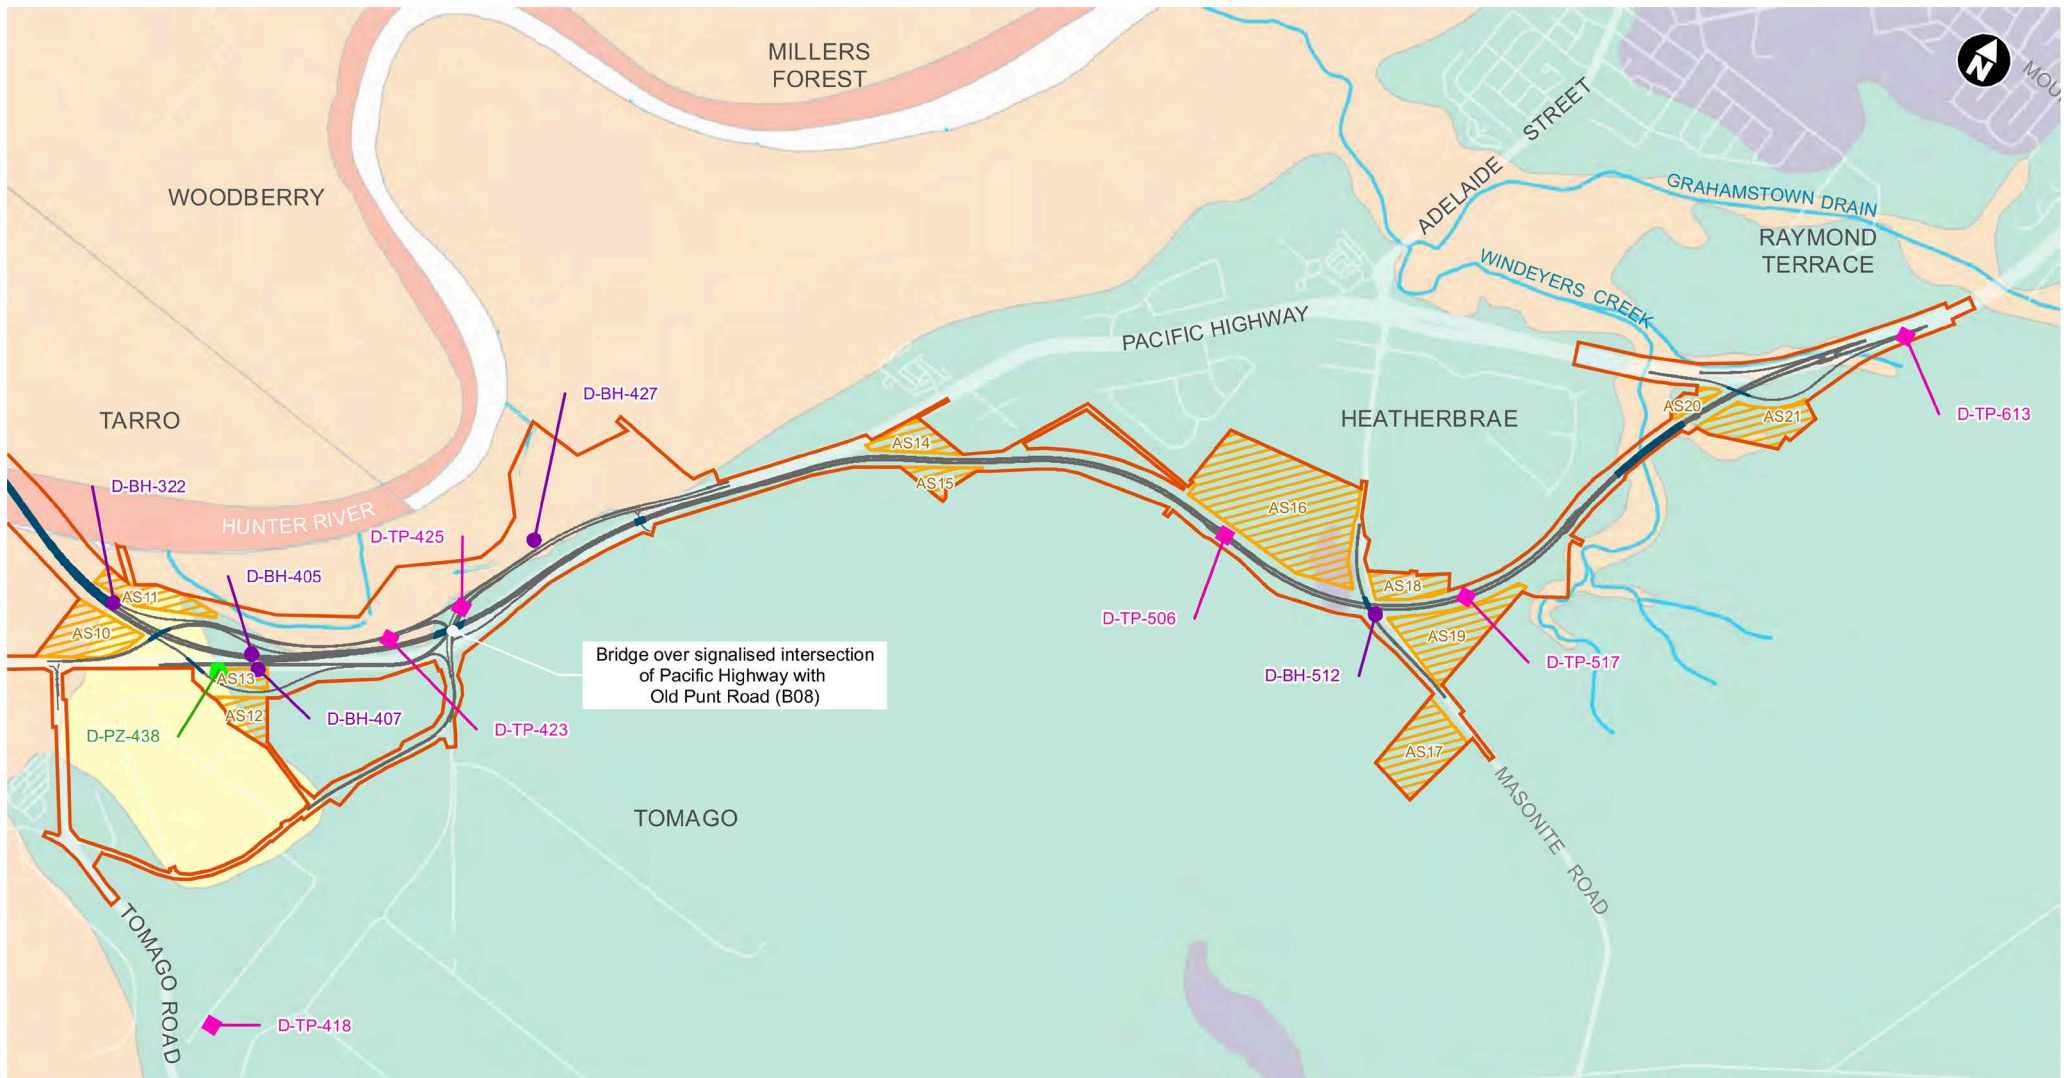 MILLERS
FOREST
N
MOU
ADELAIDE STREET
WOODBERRY
GRAHAMSTOWN DRAIN
RAYMOND
TERRACE
WINDEYERS CREEK
PACIFIC HIGHWAY
D-BH-427
TARRO
HEATHERBRAE
AS20
AS21
D-TP-613
AS14
AS15
D-BH-322
HUNTER RIVER
AS16
D-TP-425
D-BH-405
AS11
AS18
AS10
D-TP-506
AS19
Bridge over signalised intersection
of Pacific Highway with
Old Punt Road (B08)
D-TP-517
AS13
D-BH-512
AS12
D-BH-407
D-PZ-438
D-TP-423
AS17
TOMAGO
MASONITE ROAD
TOMAGO ROAD
D-TP-418